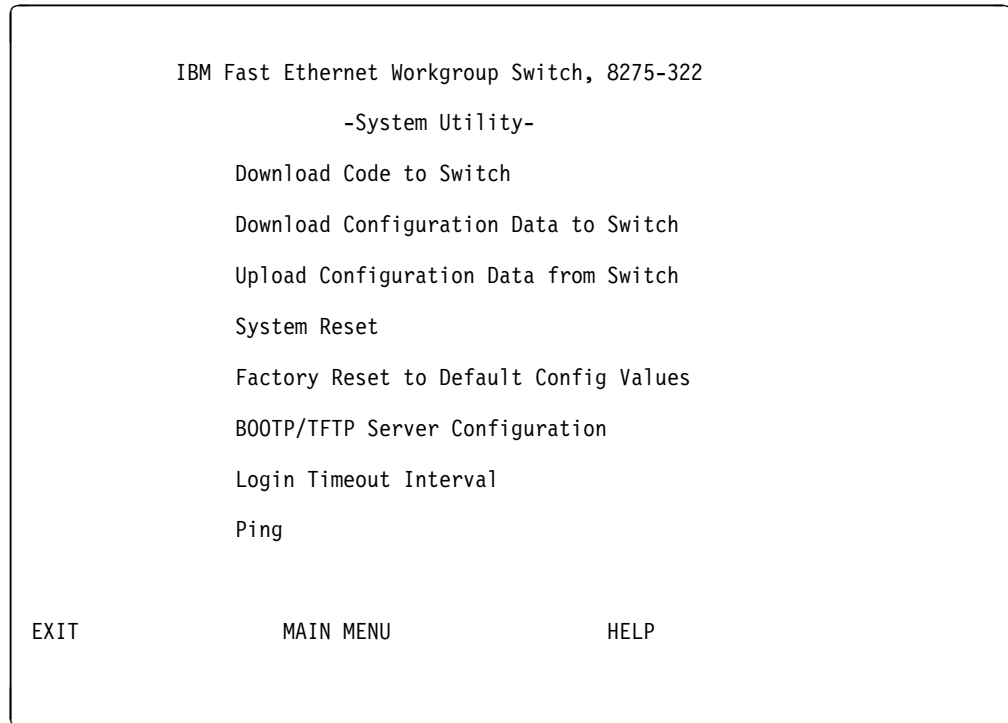 IBM Fast Ethernet Workgroup Switch, 8275-322
-System Utility-
Download Code to Switch
Download Configuration Data to Switch
Upload Configuration Data from Switch
System Reset
Factory Reset to Default Config Values
BOOTP/TFTP Server Configuration
Login Timeout Interval
Ping
EXIT MAIN MENU HELP